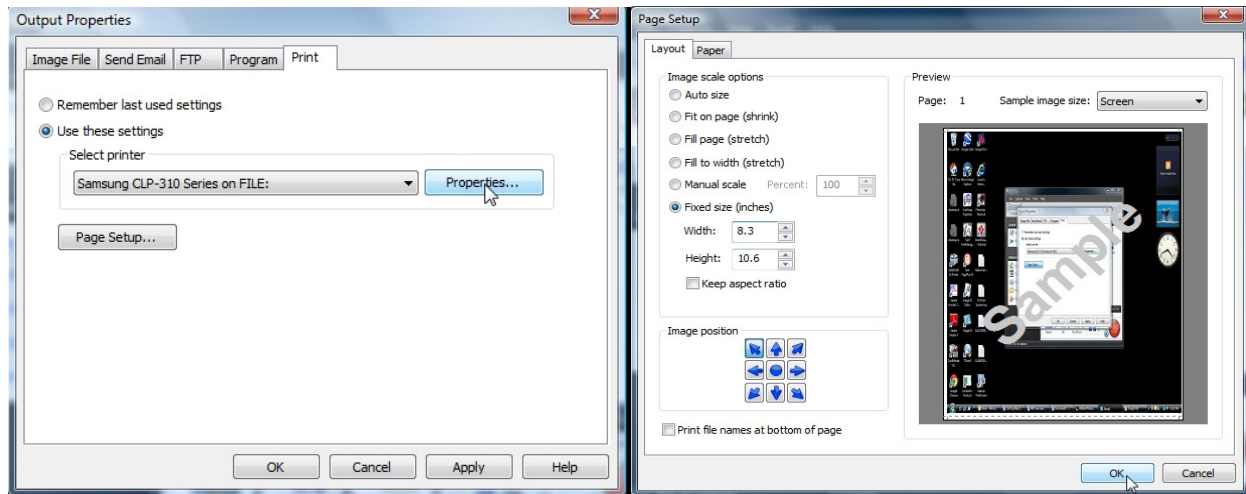 Output Properties
Image File Send Email FTP Program Print
Remember last used settings
Use these settings
Select printer
Samsung CLP-310 Series on FILE:
Properties...
Page Setup...
OK Cancel Apply Help
Page Setup
Layout Paper
Image scale options
Auto size
Fit on page (shrink)
Fill page (stretch)
Fill to width (stretch)
Manual scale Percent: 100
Fixed size (inches)
Width: 8.3
Height: 10.6
Keep aspect ratio
Image position
Print file names at bottom of page
Preview
Page: 1 Sample image size: Screen
Sample
OK Cancel